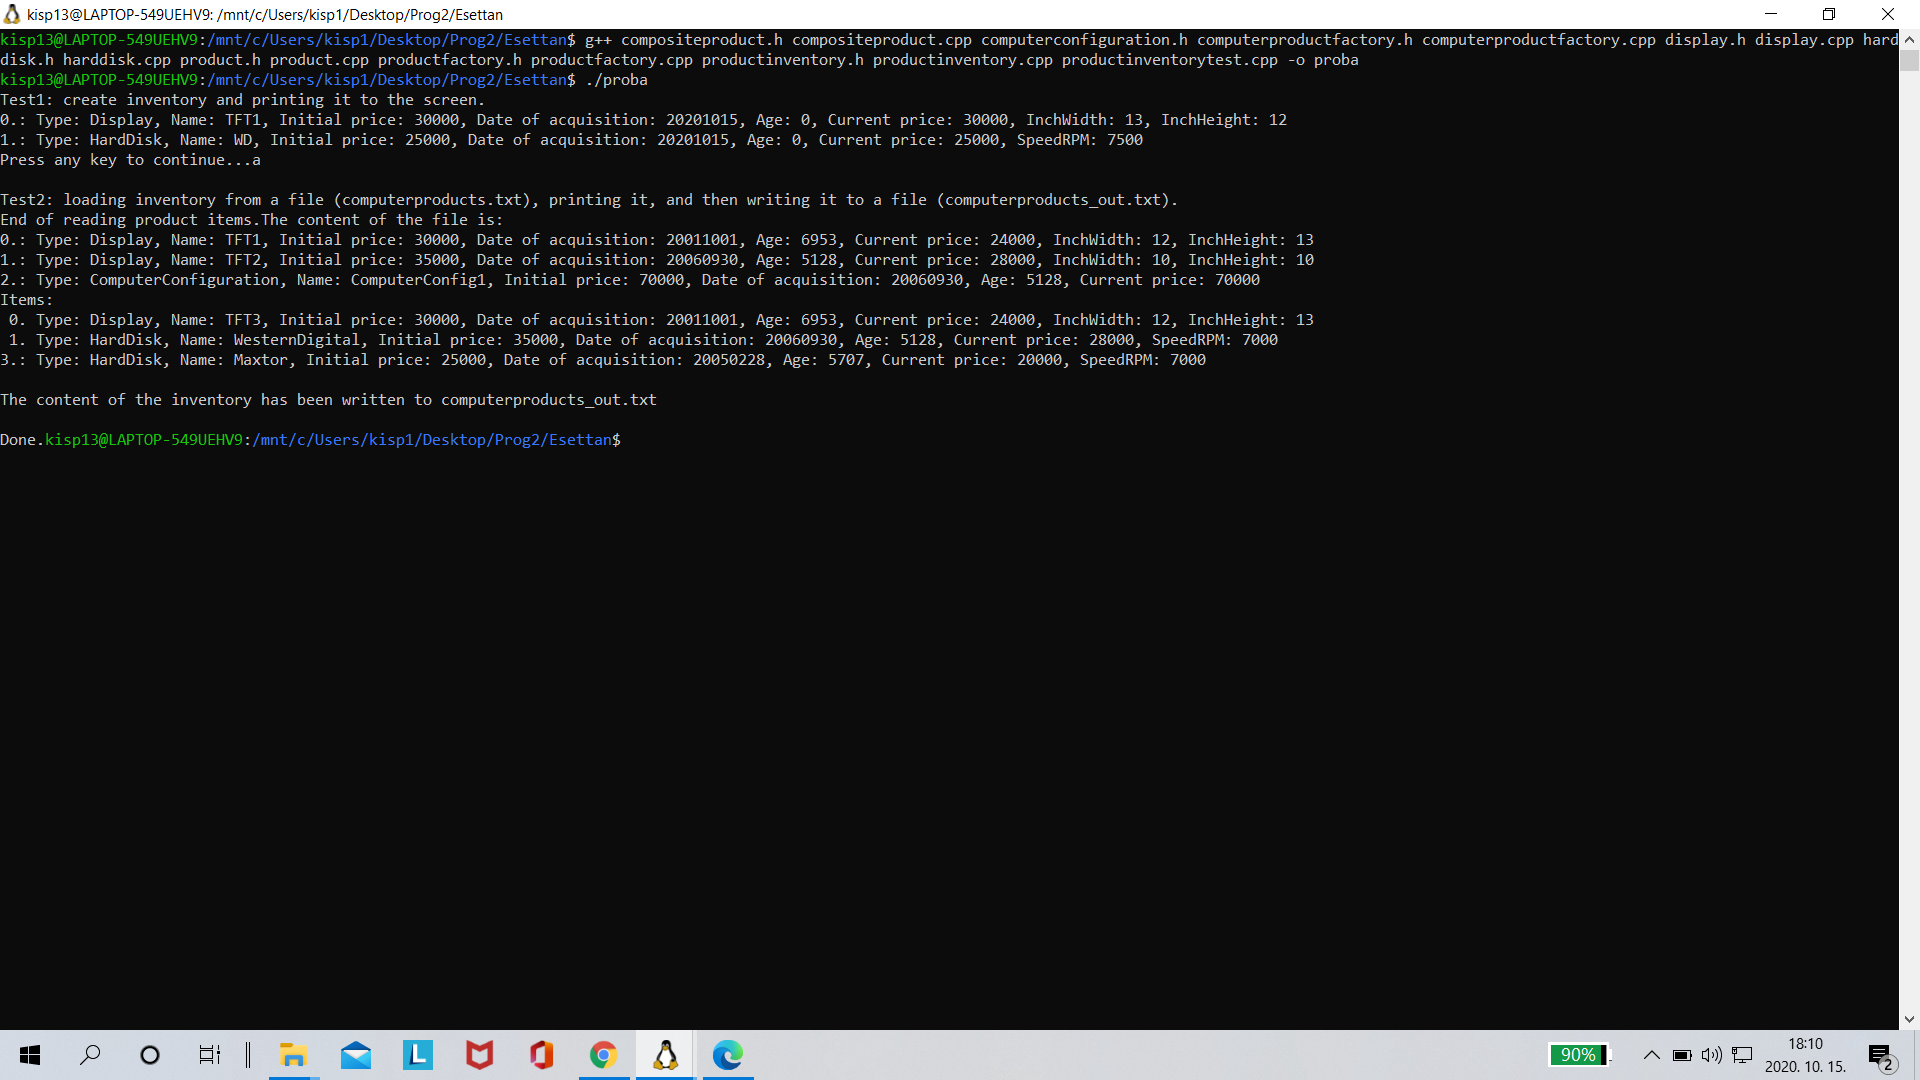 kisp13@LAPTOP-549UEHV9: /mnt/c/Users/kisp1/Desktop/Prog2/Esettan
kisp13@LAPTOP-549UEHV9:/mnt/c/Users/kisp1/Desktop/Prog2/Esettan$ g++ compositeproduct.h compositeproduct.cpp computerconfiguration.h computerproductfactory.h computerproductfactory.cpp display.h display.cpp hard
disk.h harddisk.cpp product.h product.cpp productfactory.h productfactory.cpp productinventory.h productinventory.cpp productinventorytest.cpp -o proba
kisp13@LAPTOP-549UEHV9:/mnt/c/Users/kisp1/Desktop/Prog2/Esettan$ ./proba
Test1: create inventory and printing it to the screen.
0.: Type: Display, Name: TFT1, Initial price: 30000, Date of acquisition: 20201015, Age: 0, Current price: 30000, InchWidth: 13, InchHeight: 12
1.: Type: HardDisk, Name: WD, Initial price: 25000, Date of acquisition: 20201015, Age: 0, Current price: 25000, SpeedRPM: 7500
Press any key to continue...a
Test2: loading inventory from a file (computerproducts.txt), printing it, and then writing it to a file (computerproducts_out.txt).
End of reading product items.The content of the file is:
0.: Type: Display, Name: TFT1, Initial price: 30000, Date of acquisition: 20011001, Age: 6953, Current price: 24000, InchWidth: 12, InchHeight: 13
1.: Type: Display, Name: TFT2, Initial price: 35000, Date of acquisition: 20060930, Age: 5128, Current price: 28000, InchWidth: 10, InchHeight: 10
2.: Type: ComputerConfiguration, Name: ComputerConfig1, Initial price: 70000, Date of acquisition: 20060930, Age: 5128, Current price: 70000
Items:
0. Type: Display, Name: TFT3, Initial price: 30000, Date of acquisition: 20011001, Age: 6953, Current price: 24000, InchWidth: 12, InchHeight: 13
1. Type: HardDisk, Name: WesternDigital, Initial price: 35000, Date of acquisition: 20060930, Age: 5128, Current price: 28000, SpeedRPM: 7000
3.: Type: HardDisk, Name: Maxtor, Initial price: 25000, Date of acquisition: 20050228, Age: 5707, Current price: 20000, SpeedRPM: 7000
The content of the inventory has been written to computerproducts_out.txt
Done.kisp13@LAPTOP-549UEHV9:/mnt/c/Users/kisp1/Desktop/Prog2/Esettan$
L
90%
18:10
2020. 10. 15.
2